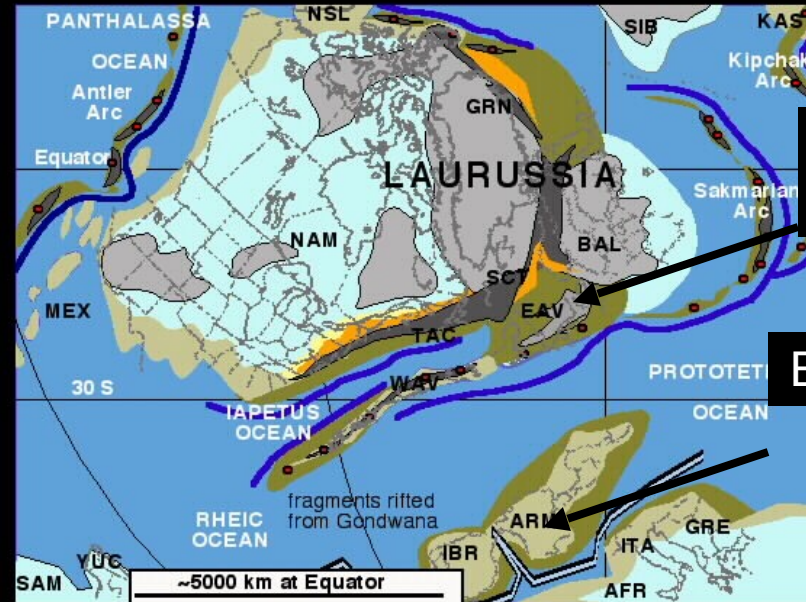 PANTHALASSA
OCEAN
NSL
SIB
KAS
Kipchak
Arc
Antler
Arc
GRN
Equator
LAURUSSIA
Sakmarian
Arc
NAM
BAL
SCT
MEX
EAV
TAC
WAV
30 S
IAPETUS
OCEAN
OCEAN
fragments rifted
from Gondwana
RHEIC
OCEAN
IBR
ITA
GRE
YUC
SAM
~5000 km at Equator
AFR